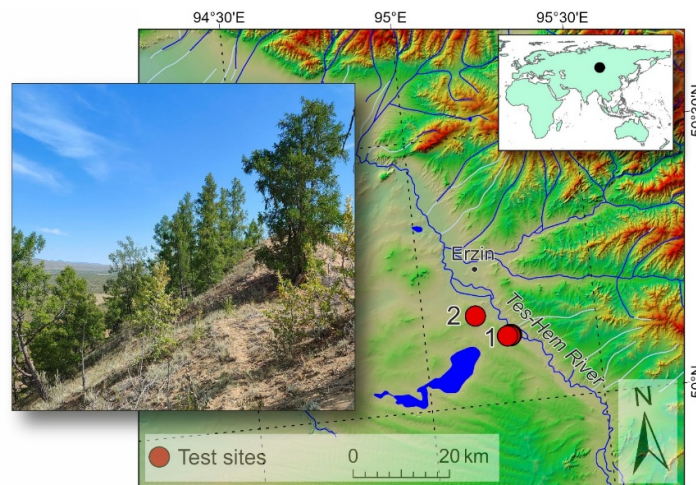 94°30'E
95°E
95°30'E
50°30'N
Erzin
Tes-Hem River
2
1
50°N
N
Test sites
0
20 km